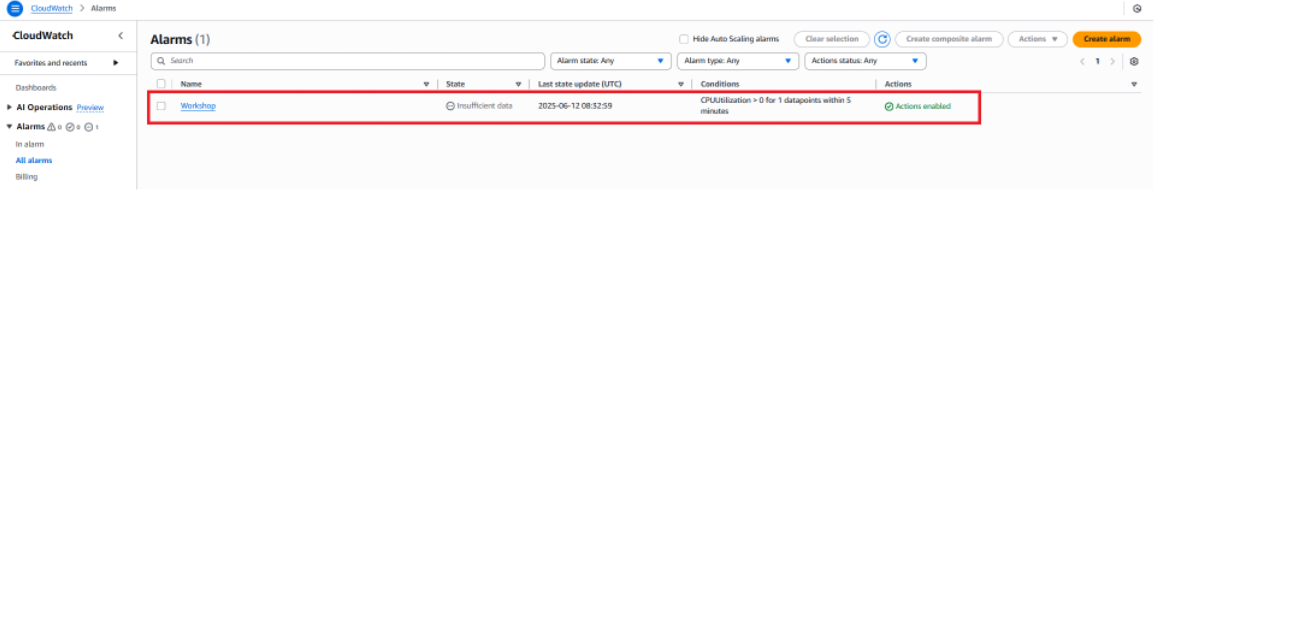 CloudWatch > Alarms
CloudWatch
Favorites and recents
Dashboards
AI Operations Preview
Alarms 0 0 1
In alarm
All alarms
Billing
Alarms (1)
Hide Auto Scaling alarms
Clear selection
Create composite alarm
Actions
Create alarm
Search
Alarm state: Any
Alarm type: Any
Actions status: Any
1
Name State Last state update (UTC) Conditions Actions
Workshop Insufficient data 2025-06-12 08:32:59 CPUUtilization > 0 for 1 datapoints within 5
minutes
Actions enabled